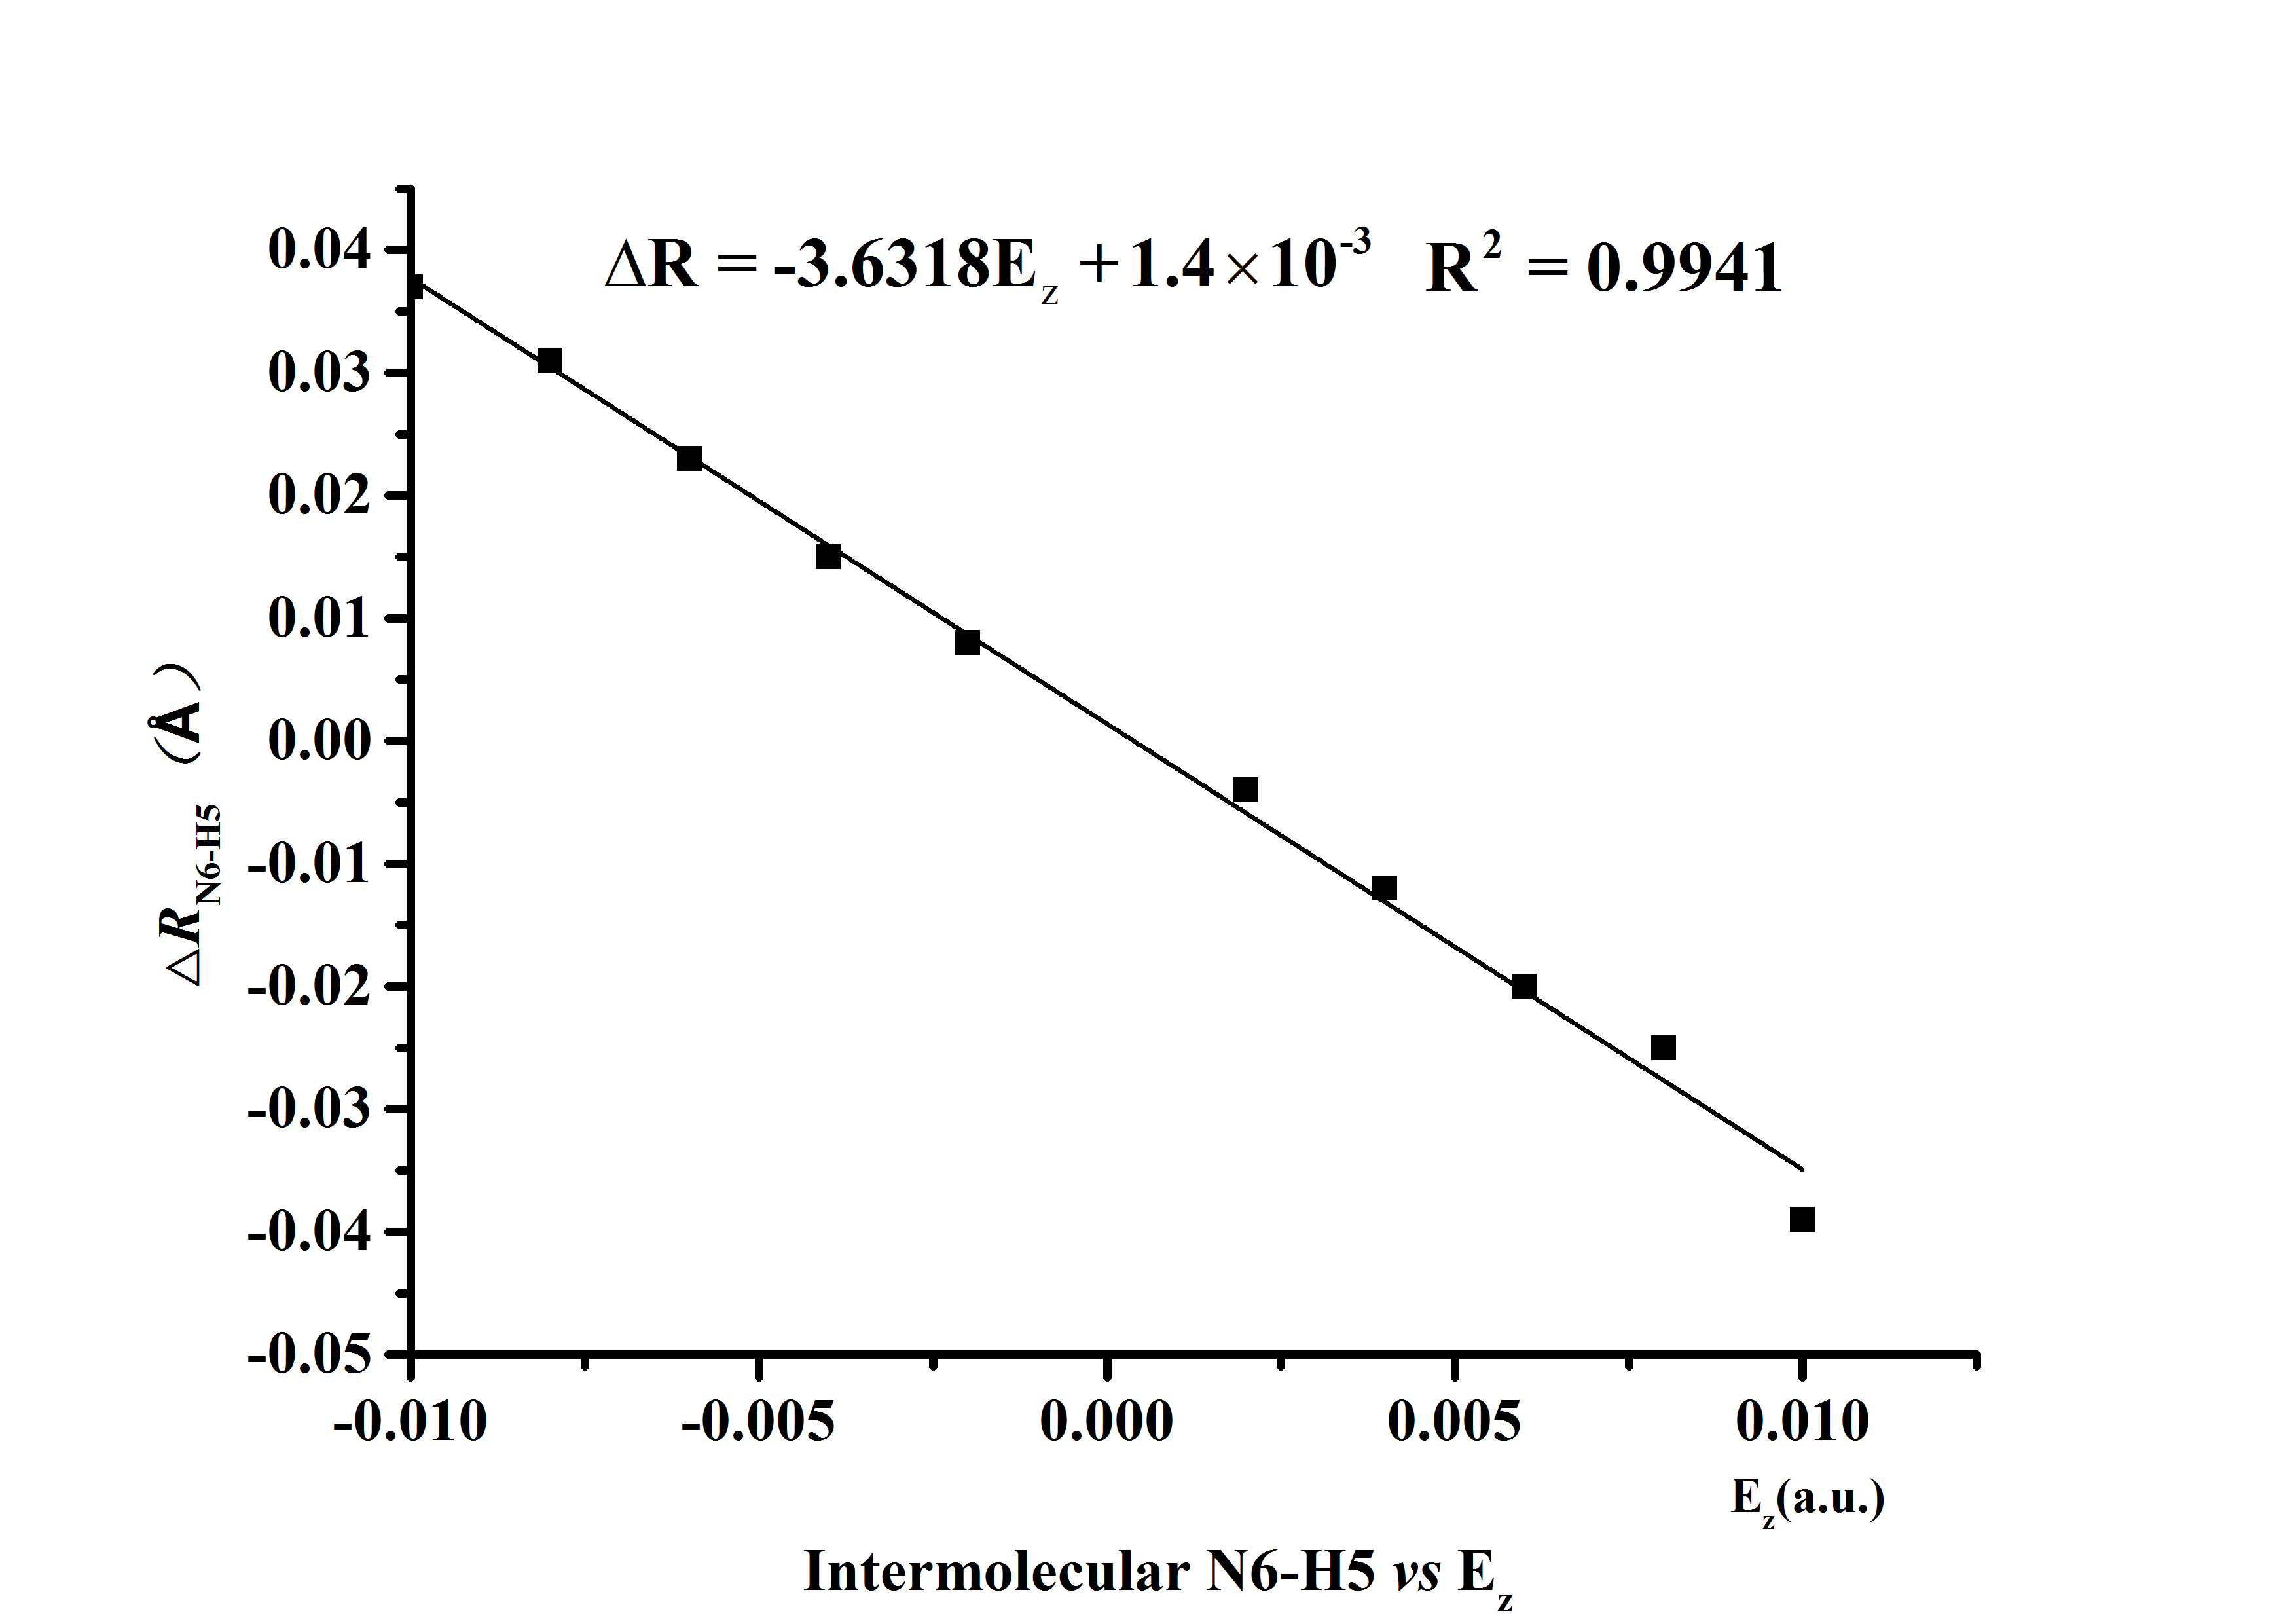 ΔR = -3.6318E_z + 1.4×10^-3 R^2 = 0.9941
0.04
0.03
0.02
0.01
0.00
-0.01
-0.02
-0.03
-0.04
-0.05
△R_N6-H5 (Å)
-0.010 -0.005 0.000 0.005 0.010
E_z(a.u.)
Intermolecular N6-H5 vs E_z